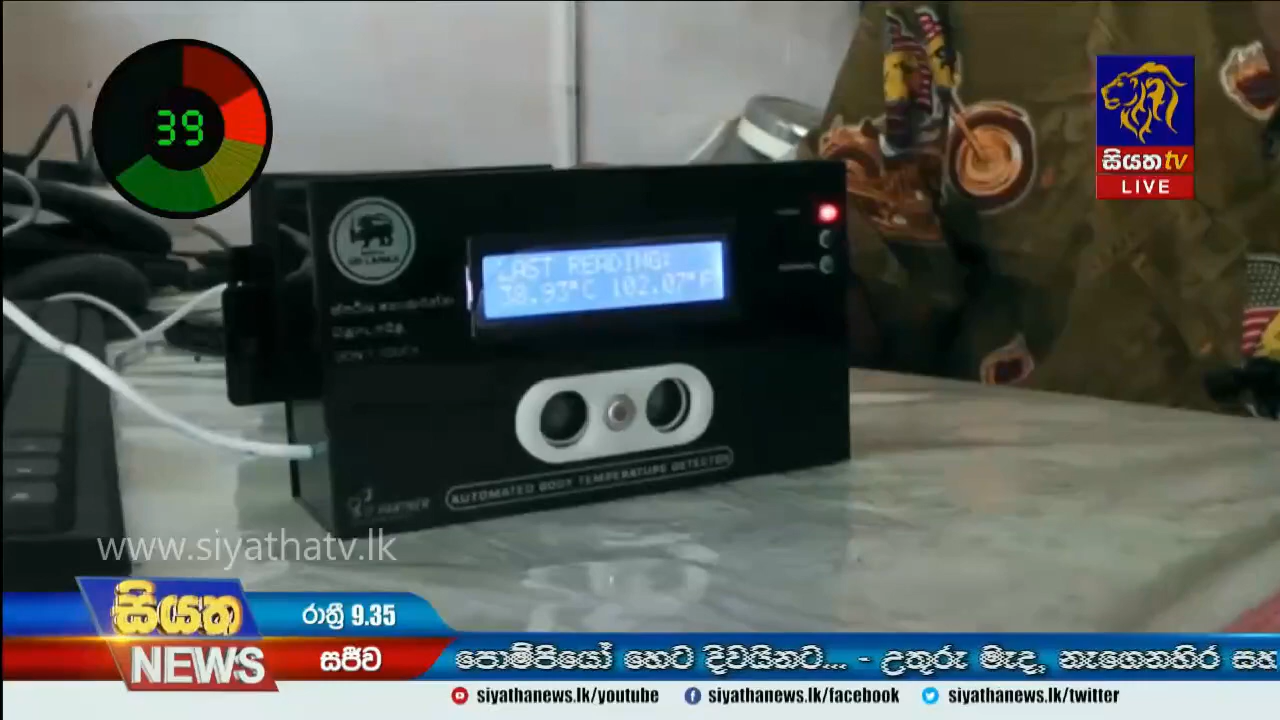 39
සියත tv
LIVE
SRI LANKA
LAST READING:
38.93°C 102.07°F
DON'T TOUCH
AUTOMATED BODY TEMPERATURE DETECTOR
www.siyathatv.lk
සියත
NEWS
රාත්‍රී 9.35
සජීව
පොම්පියෝ හෙට දිවයිනට... - උතුරු මැද, නැගෙනහිර සහ
siyathanews.lk/youtube
siyathanews.lk/facebook
siyathanews.lk/twitter